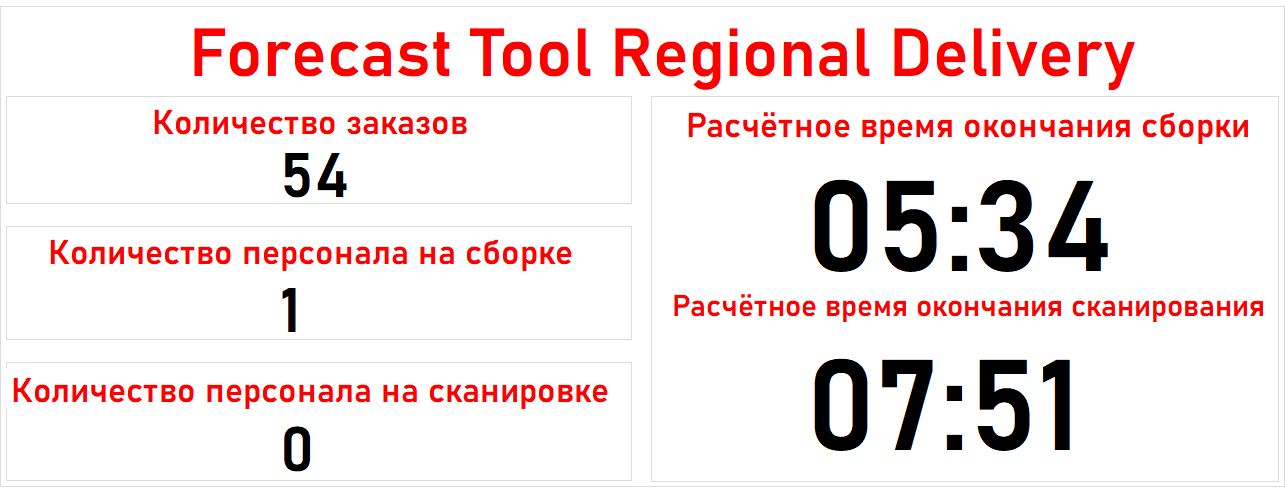 Forecast Tool Regional Delivery
Количество заказов
54
Количество персонала на сборке
1
Количество персонала на сканировке
0
Расчётное время окончания сборки
05:34
Расчётное время окончания сканирования
07:51